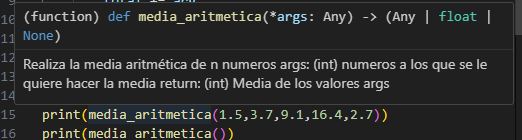 (function) def media_aritmetica(*args: Any) -> (Any | float |
None)
Realiza la media aritmética de n numeros args: (int) numeros a los que se le
quiere hacer la media return: (int) Media de los valores args
15 print(media_aritmetica(1.5,3.7,9.1,16.4,2.7))
16 print(media_aritmetica())